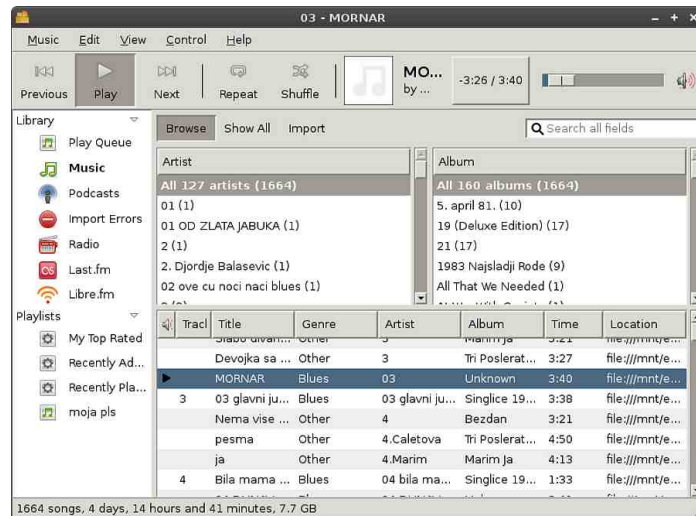 03 - MORNAR
Music Edit View Control Help
Previous Play Next Repeat Shuffle
MO...
by ...
-3:26 / 3:40
Library
Play Queue
Music
Podcasts
Import Errors
Radio
Last.fm
Libre.fm
Playlists
My Top Rated
Recently Ad...
Recently Pla...
moja pls
Browse Show All Import
Search all fields
Artist
All 127 artists (1664)
01 (1)
01 OD ZLATA JABUKA (1)
2 (1)
2. Djordje Balasevic (1)
02 ove cu noci naci blues (1)
Album
All 160 albums (1664)
5. april 81. (10)
19 (Deluxe Edition) (17)
21 (17)
1983 Najsladji Rode (9)
All That We Needed (1)
Tracl Title Genre Artist Album Time Location
Devojka sa ... Other 3 Tri Poslerat... 3:27 file:///mnt/e...
MORNAR Blues 03 Unknown 3:40 file:///mnt/e...
3 03 glavni ju... Blues 03 glavni ju... Singlice 19... 3:38 file:///mnt/e...
Nema vise ... Other 4 Bezdan 3:21 file:///mnt/e...
pesma Other 4.Caletova Tri Poslerat... 4:50 file:///mnt/e...
ja Other 4.Marim Marim Ja 4:13 file:///mnt/e...
4 Bila mama ... Blues 04 bila ma... Singlice 19... 1:33 file:///mnt/e...
1664 songs, 4 days, 14 hours and 41 minutes, 7.7 GB